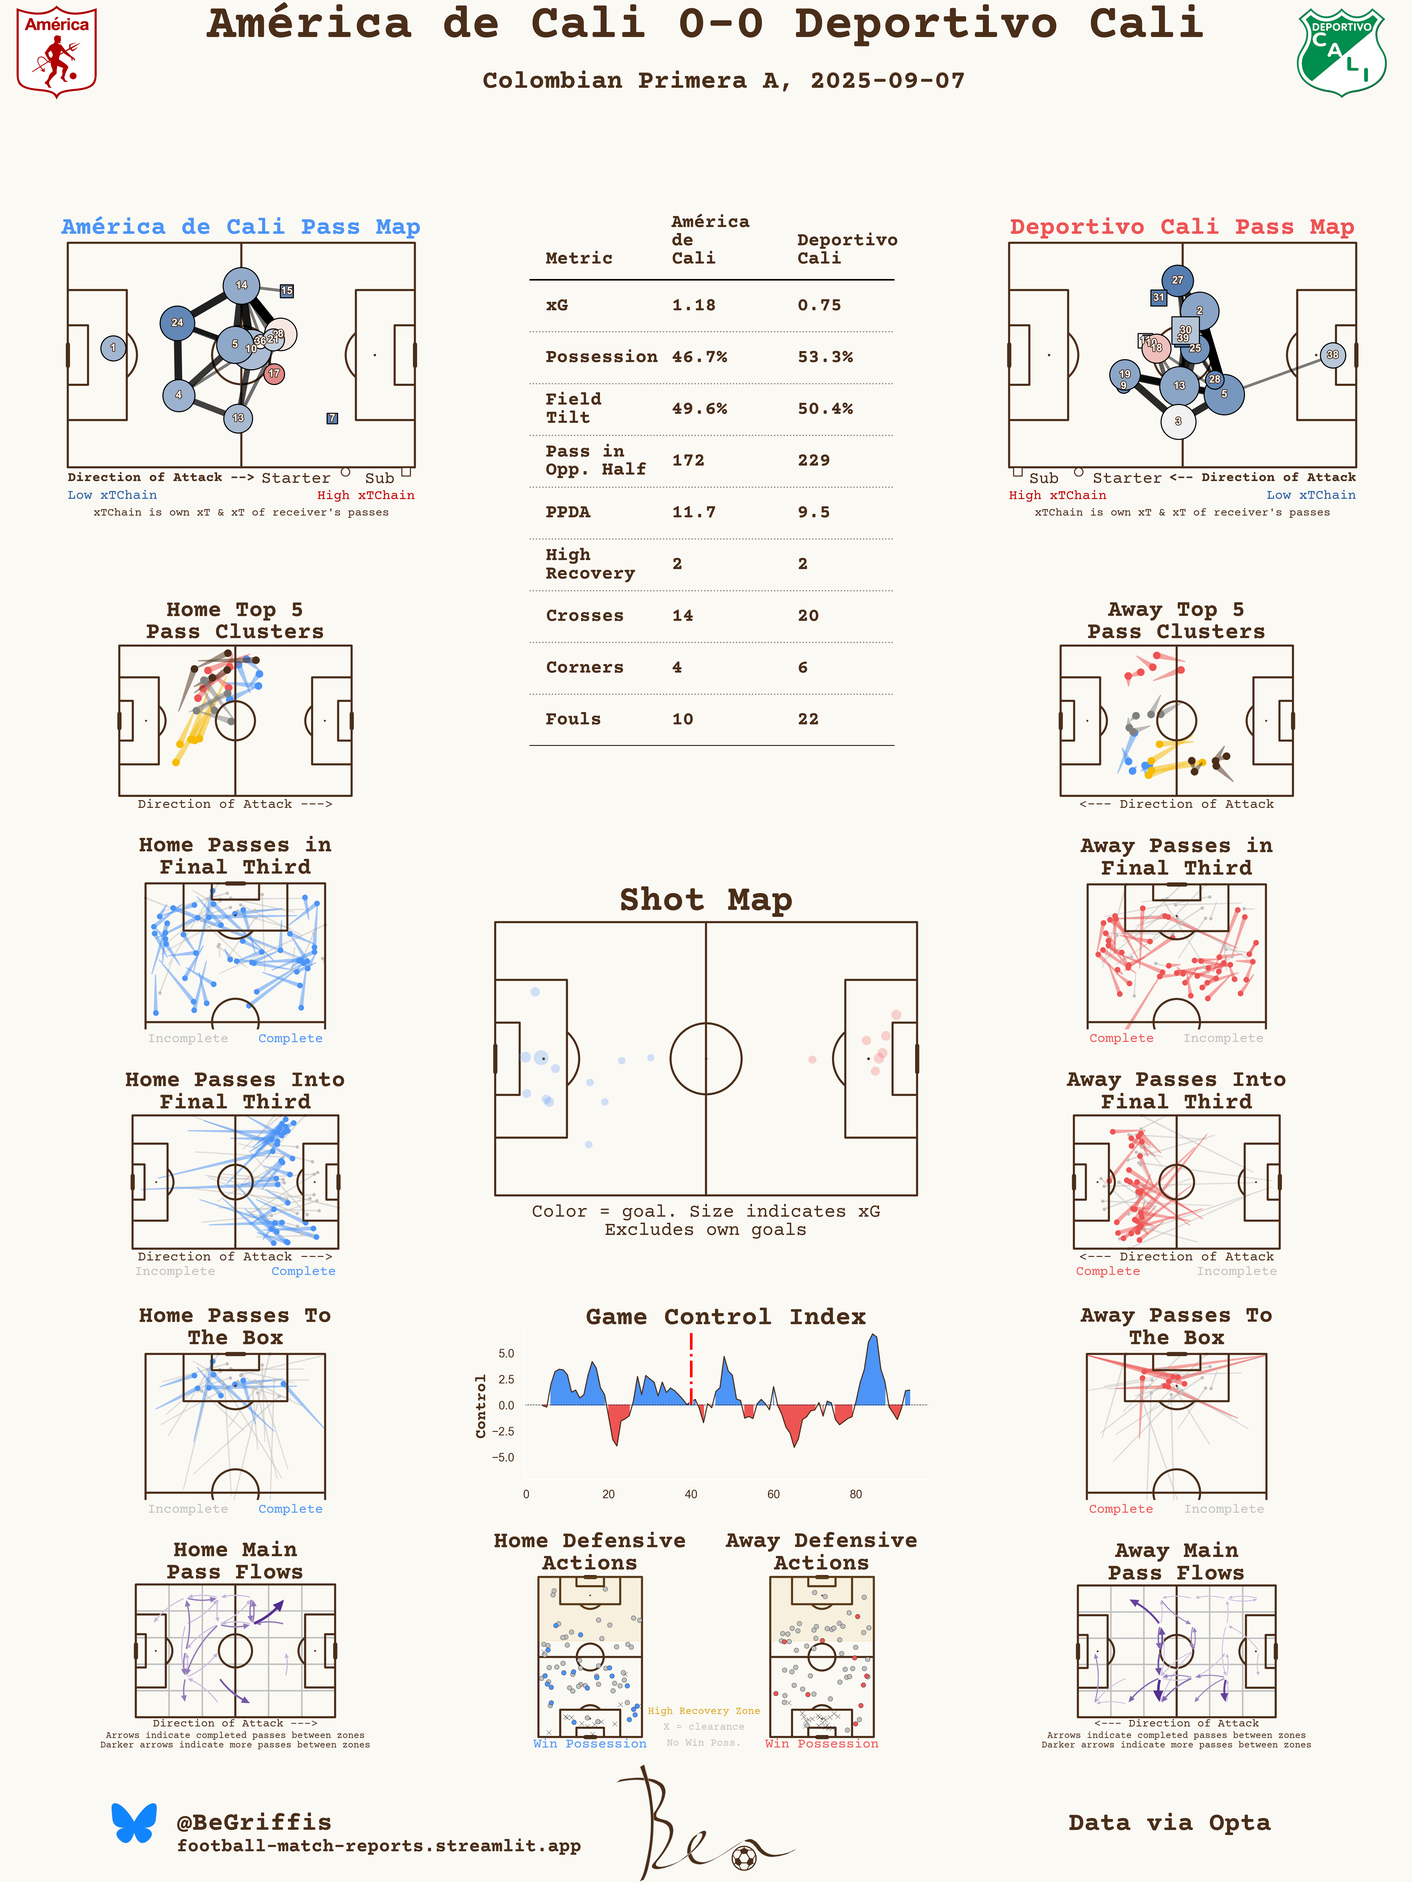 América de Cali 0-0 Deportivo Cali
Colombian Primera A, 2025-09-07
América
DEPORTIVO
CALI
América de Cali Pass Map
14
15
24
38
36
21
5
10
1
17
4
13
7
Direction of Attack --> Starter Sub
Low xTChain High xTChain
xTChain is own xT & xT of receiver's passes
América
de
Cali
Deportivo
Cali
Metric
xG 1.18 0.75
Possession 46.7% 53.3%
Field
Tilt 49.6% 50.4%
Pass in
Opp. Half 172 229
PPDA 11.7 9.5
High
Recovery 2 2
Crosses 14 20
Corners 4 6
Fouls 10 22
Deportivo Cali Pass Map
27
31
2
30
39
10
18
25
38
19
9
13
28
5
3
Sub Starter <-- Direction of Attack
High xTChain Low xTChain
xTChain is own xT & xT of receiver's passes
Home Top 5
Pass Clusters
Direction of Attack --->
Away Top 5
Pass Clusters
<--- Direction of Attack
Home Passes in
Final Third
Incomplete Complete
Away Passes in
Final Third
Complete Incomplete
Shot Map
Color = goal. Size indicates xG
Excludes own goals
Home Passes Into
Final Third
Direction of Attack --->
Incomplete Complete
Away Passes Into
Final Third
<--- Direction of Attack
Complete Incomplete
Home Passes To
The Box
Incomplete Complete
Game Control Index
Control
5.0
2.5
0.0
−2.5
−5.0
0 20 40 60 80
Away Passes To
The Box
Complete Incomplete
Home Main
Pass Flows
Direction of Attack --->
Arrows indicate completed passes between zones
Darker arrows indicate more passes between zones
Home Defensive
Actions
Win Possession
Away Defensive
Actions
Win Possession
High Recovery Zone
X = clearance
No Win Poss.
Away Main
Pass Flows
<--- Direction of Attack
Arrows indicate completed passes between zones
Darker arrows indicate more passes between zones
@BeGriffis
football-match-reports.streamlit.app
Ben
Data via Opta